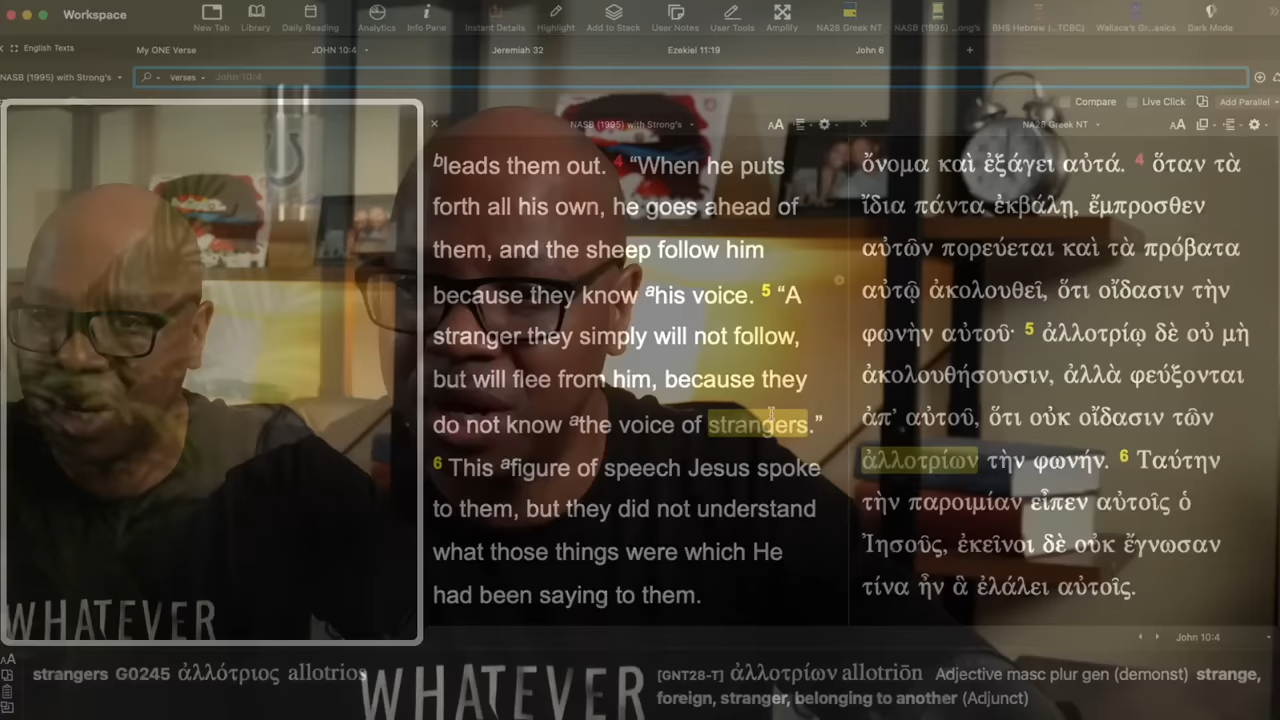 Workspace
New Tab
Library
Daily Reading
Analytics
Info Pane
Instant Details
Highlight
Add to Stack
User Notes
User Tools
Amplify
NA28 Greek NT
NASB (1995) ...ong's
BHS Hebrew (...TCBC)
Wallace's Gr...asics
Dark Mode
English Texts
My ONE Verse
JOHN 10:4
Jeremiah 32
Ezekiel 11:19
John 6
NASB (1995) with Strong's
Verses
John 10:4
Compare
Live Click
Add Parallel
NASB (1995) with Strong's
NA28 Greek NT
bleads them out. 4 “When he puts
forth all his own, he goes ahead of
them, and the sheep follow him
because they know ahis voice. 5 “A
stranger they simply will not follow,
but will flee from him, because they
do not know athe voice of strangers.”
6 This afigure of speech Jesus spoke
to them, but they did not understand
what those things were which He
had been saying to them.
ὄνομα καὶ ἐξάγει αὐτά. 4 ὅταν τὰ
ἴδια πάντα ἐκβάλῃ, ἔμπροσθεν
αὐτῶν πορεύεται καὶ τὰ πρόβατα
αὐτῷ ἀκολουθεῖ, ὅτι οἴδασιν τὴν
φωνὴν αὐτοῦ· 5 ἀλλοτρίῳ δὲ οὐ μὴ
ἀκολουθήσουσιν, ἀλλὰ φεύξονται
ἀπ’ αὐτοῦ, ὅτι οὐκ οἴδασιν τῶν
ἀλλοτρίων τὴν φωνήν. 6 Ταύτην
τὴν παροιμίαν εἶπεν αὐτοῖς ὁ
Ἰησοῦς, ἐκεῖνοι δὲ οὐκ ἔγνωσαν
τίνα ἦν ἃ ἐλάλει αὐτοῖς.
WHATEVER
John 10:4
strangers G0245 ἀλλότριος allotrios
WHATEVER
[GNT28-T] ἀλλοτρίων allotriōn Adjective masc plur gen (demonst) strange,
foreign, stranger, belonging to another (Adjunct)